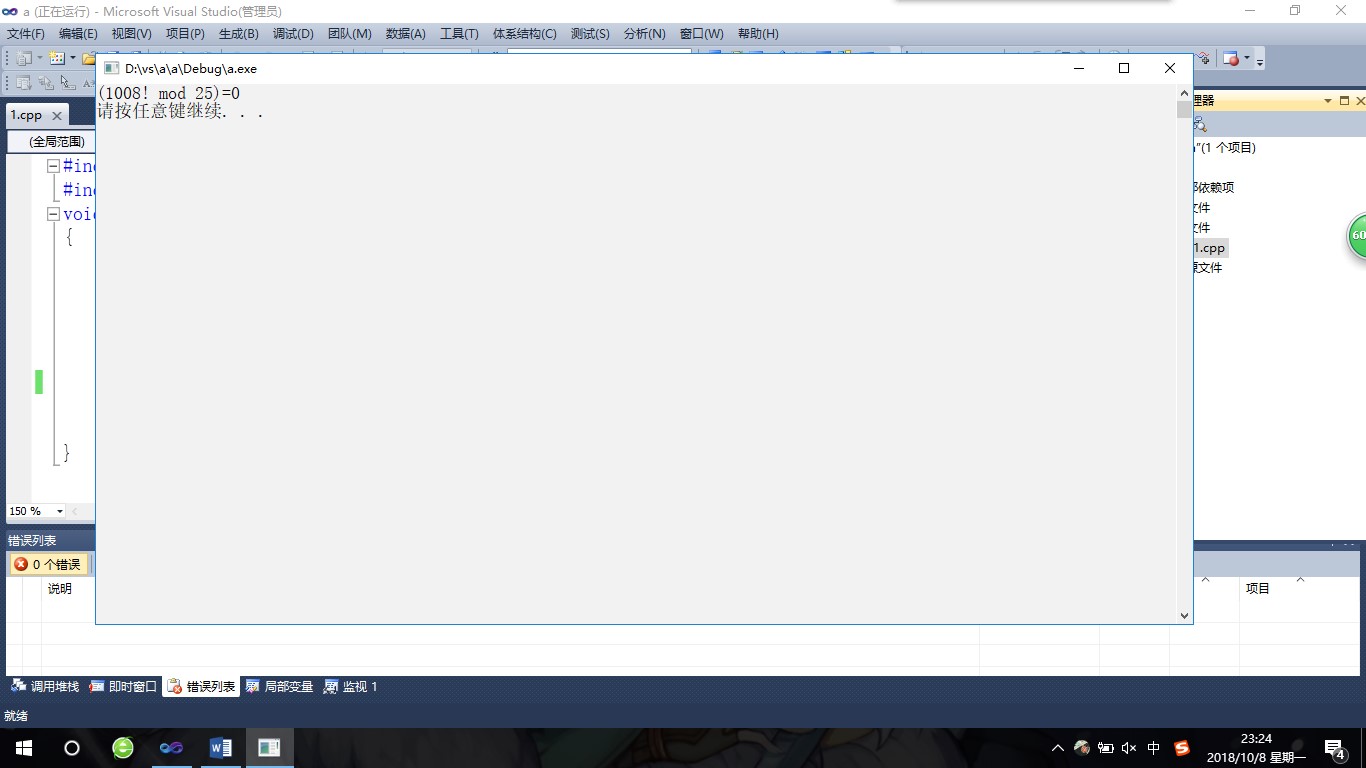 a (正在运行) - Microsoft Visual Studio(管理员)
文件(F) 编辑(E) 视图(V) 项目(P) 生成(B) 调试(D) 团队(M) 数据(A) 工具(T) 体系结构(C) 测试(S) 分析(N) 窗口(W) 帮助(H)
D:\vs\a\a\Debug\a.exe
(1008! mod 25)=0
请按任意键继续. . .
1.cpp
(全局范围)
#in
#in
voi
{
}
150 %
理器
"(1 个项目)
部依赖项
文件
文件
1.cpp
源文件
60
错误列表
0 个错误
说明
项目
调用堆栈 即时窗口 错误列表 局部变量 监视 1
就绪
中
23:24
2018/10/8 星期一
4